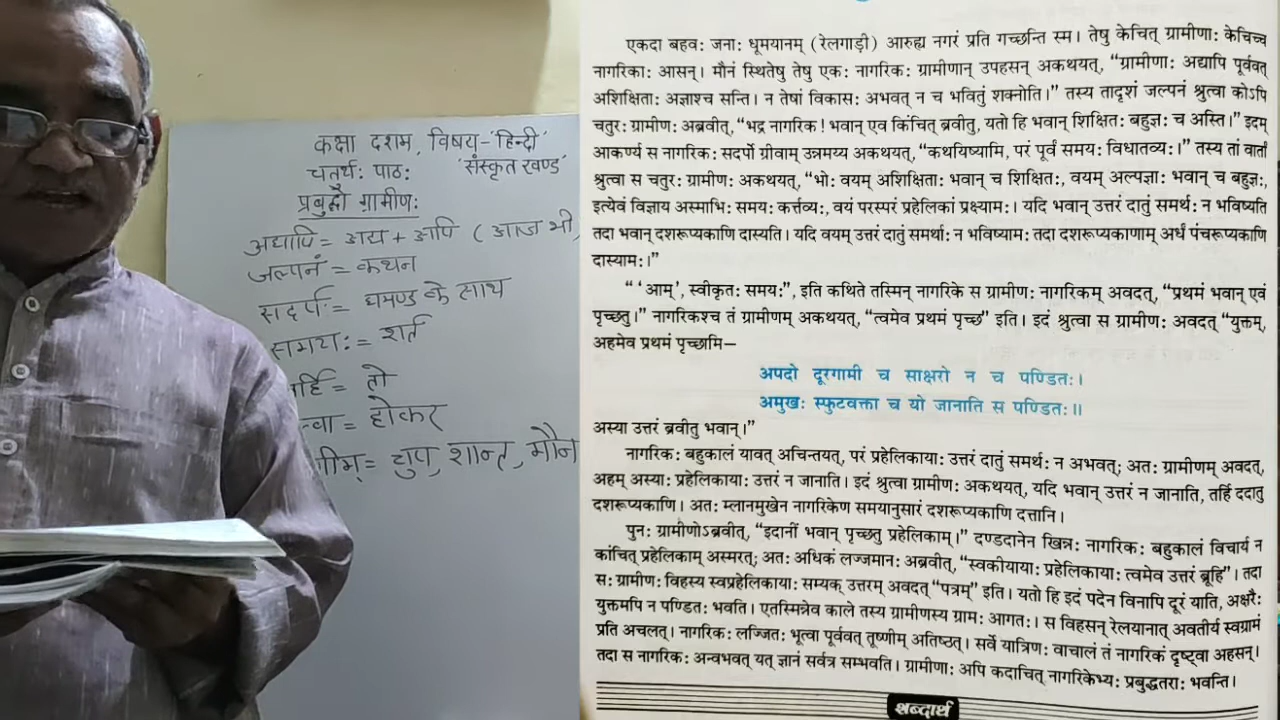 कक्षा दशम, विषय-'हिन्दी'
चतर्थ: पाठ: 'संस्कृत खण्ड'
प्रबुद्धौ ग्रामीण:
अद्यापि = अद्य + अपि ( आज भी)
जल्पनं = कथन
सदर्प: = घमण्ड के साथ
समय: = शर्त
र्हि = तो
त्वा = होकर
णीम् = चुप, शान्त, मौन
एकदा बहव: जना: धूमयानम् (रेलगाड़ी) आरुह्य नगरं प्रति गच्छन्ति स्म। तेषु केचित् ग्रामीणा: केचिच्च
नागरिका: आसन्। मौनं स्थितेषु तेषु एक: नागरिक: ग्रामीणान् उपहसन् अकथयत्, “ग्रामीणा: अद्यापि पूर्ववत्
अशिक्षिता: अज्ञाश्च सन्ति। न तेषां विकास: अभवत् न च भवितुं शक्नोति।” तस्य तादृशं जल्पनं श्रुत्वा कोऽपि
चतुर: ग्रामीण: अब्रवीत्, “भद्र नागरिक ! भवान् एव किंचित् ब्रवीतु, यतो हि भवान् शिक्षित: बहुज्ञ: च अस्ति।” इदम्
आकर्ण्य स नागरिक: सदर्पो ग्रीवाम् उन्नमय्य अकथयत्, “कथयिष्यामि, परं पूर्वं समय: विधातव्य:।” तस्य तां वार्तां
श्रुत्वा स चतुर: ग्रामीण: अकथयत्, “भो: वयम् अशिक्षिता: भवान् च शिक्षित:, वयम् अल्पज्ञा: भवान् च बहुज्ञ:,
इत्येवं विज्ञाय अस्माभि: समय: कर्त्तव्य:, वयं परस्परं प्रहेलिकां प्रक्ष्याम:। यदि भवान् उत्तरं दातुं समर्थ: न भविष्यति
तदा भवान् दशरूप्यकाणि दास्यति। यदि वयम् उत्तरं दातुं समर्था: न भविष्याम: तदा दशरूप्यकाणाम् अर्धं पंचरूप्यकाणि
दास्याम:।”
“ ‘आम्’, स्वीकृत: समय:”, इति कथिते तस्मिन् नागरिके स ग्रामीण: नागरिकम् अवदत्, “प्रथमं भवान् एवं
पृच्छतु।” नागरिकश्च तं ग्रामीणम् अकथयत्, “त्वमेव प्रथमं पृच्छ” इति। इदं श्रुत्वा स ग्रामीण: अवदत् “युक्तम्,
अहमेव प्रथमं पृच्छामि—
अपदो दूरगामी च साक्षरो न च पण्डित:।
अमुख: स्फुटवक्ता च यो जानाति स पण्डित:॥
अस्या उत्तरं ब्रवीतु भवान्।”
नागरिक: बहुकालं यावत् अचिन्तयत्, परं प्रहेलिकाया: उत्तरं दातुं समर्थ: न अभवत्; अत: ग्रामीणम् अवदत्,
अहम् अस्या: प्रहेलिकाया: उत्तरं न जानाति। इदं श्रुत्वा ग्रामीण: अकथयत्, यदि भवान् उत्तरं न जानाति, तर्हि ददातु
दशरूप्यकाणि। अत: म्लानमुखेन नागरिकेण समयानुसारं दशरूप्यकाणि दत्तानि।
पुन: ग्रामीणोऽब्रवीत्, “इदानीं भवान् पृच्छतु प्रहेलिकाम्।” दण्डदानेन खिन्न: नागरिक: बहुकालं विचार्य न
कांचित् प्रहेलिकाम् अस्मरत्; अत: अधिकं लज्जमान: अब्रवीत्, “स्वकीयाया: प्रहेलिकाया: त्वमेव उत्तरं ब्रूहि”। तदा
स: ग्रामीण: विहस्य स्वप्रहेलिकाया: सम्यक् उत्तरम् अवदत् “पत्रम्” इति। यतो हि इदं पदेन विनापि दूरं याति, अक्षरै:
युक्तमपि न पण्डित: भवति। एतस्मिन्नेव काले तस्य ग्रामीणस्य ग्राम: आगत:। स विहसन् रेलयानात् अवतीर्य स्वग्रामं
प्रति अचलत्। नागरिक: लज्जित: भूत्वा पूर्ववत् तूष्णीम् अतिष्ठत्। सर्वे यात्रिण: वाचालं तं नागरिकं दृष्ट्वा अहसन्।
तदा स नागरिक: अन्वभवत् यत् ज्ञानं सर्वत्र सम्भवति। ग्रामीणा: अपि कदाचित् नागरिकेभ्य: प्रबुद्धतरा: भवन्ति।
शब्दार्थ